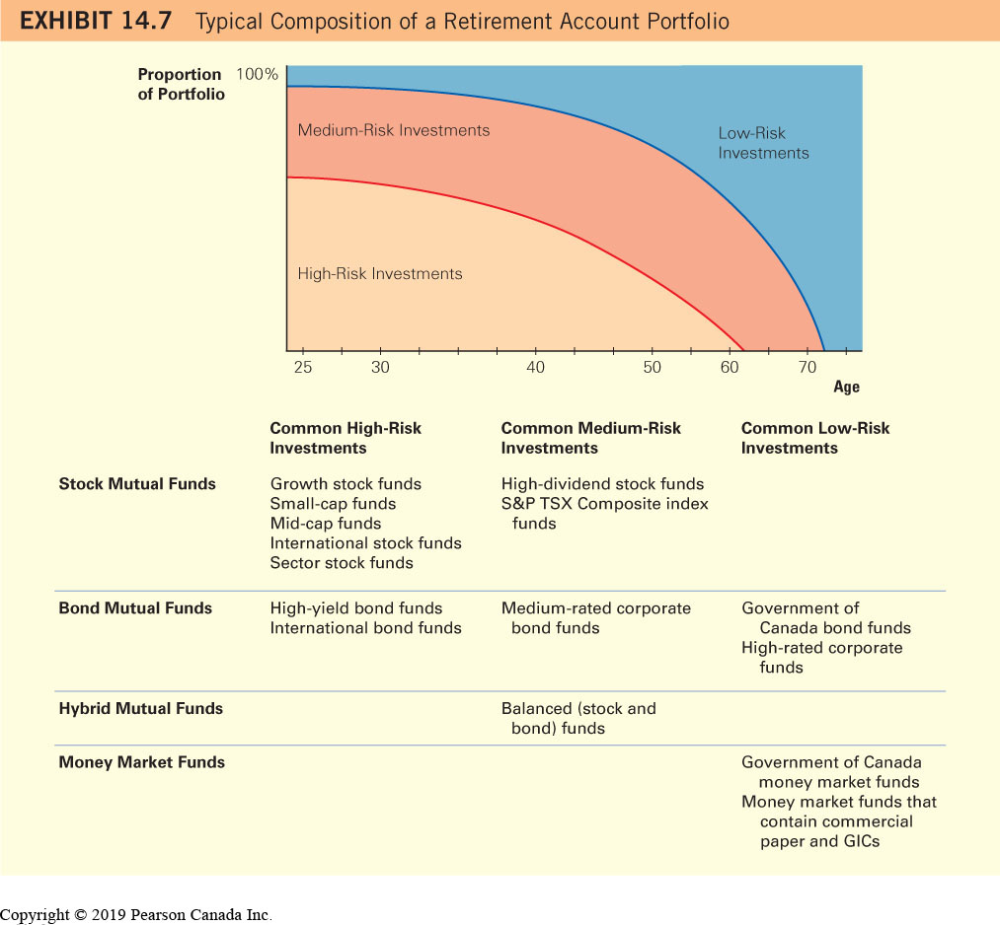 EXHIBIT 14.7 Typical Composition of a Retirement Account Portfolio
Proportion
of Portfolio
100%
Medium-Risk Investments
Low-Risk
Investments
High-Risk Investments
25 30 40 50 60 70
Age
Common High-Risk
Investments
Common Medium-Risk
Investments
Common Low-Risk
Investments
Stock Mutual Funds
Growth stock funds
Small-cap funds
Mid-cap funds
International stock funds
Sector stock funds
High-dividend stock funds
S&P TSX Composite index
funds
Bond Mutual Funds
High-yield bond funds
International bond funds
Medium-rated corporate
bond funds
Government of
Canada bond funds
High-rated corporate
funds
Hybrid Mutual Funds
Balanced (stock and
bond) funds
Money Market Funds
Government of Canada
money market funds
Money market funds that
contain commercial
paper and GICs
Copyright © 2019 Pearson Canada Inc.